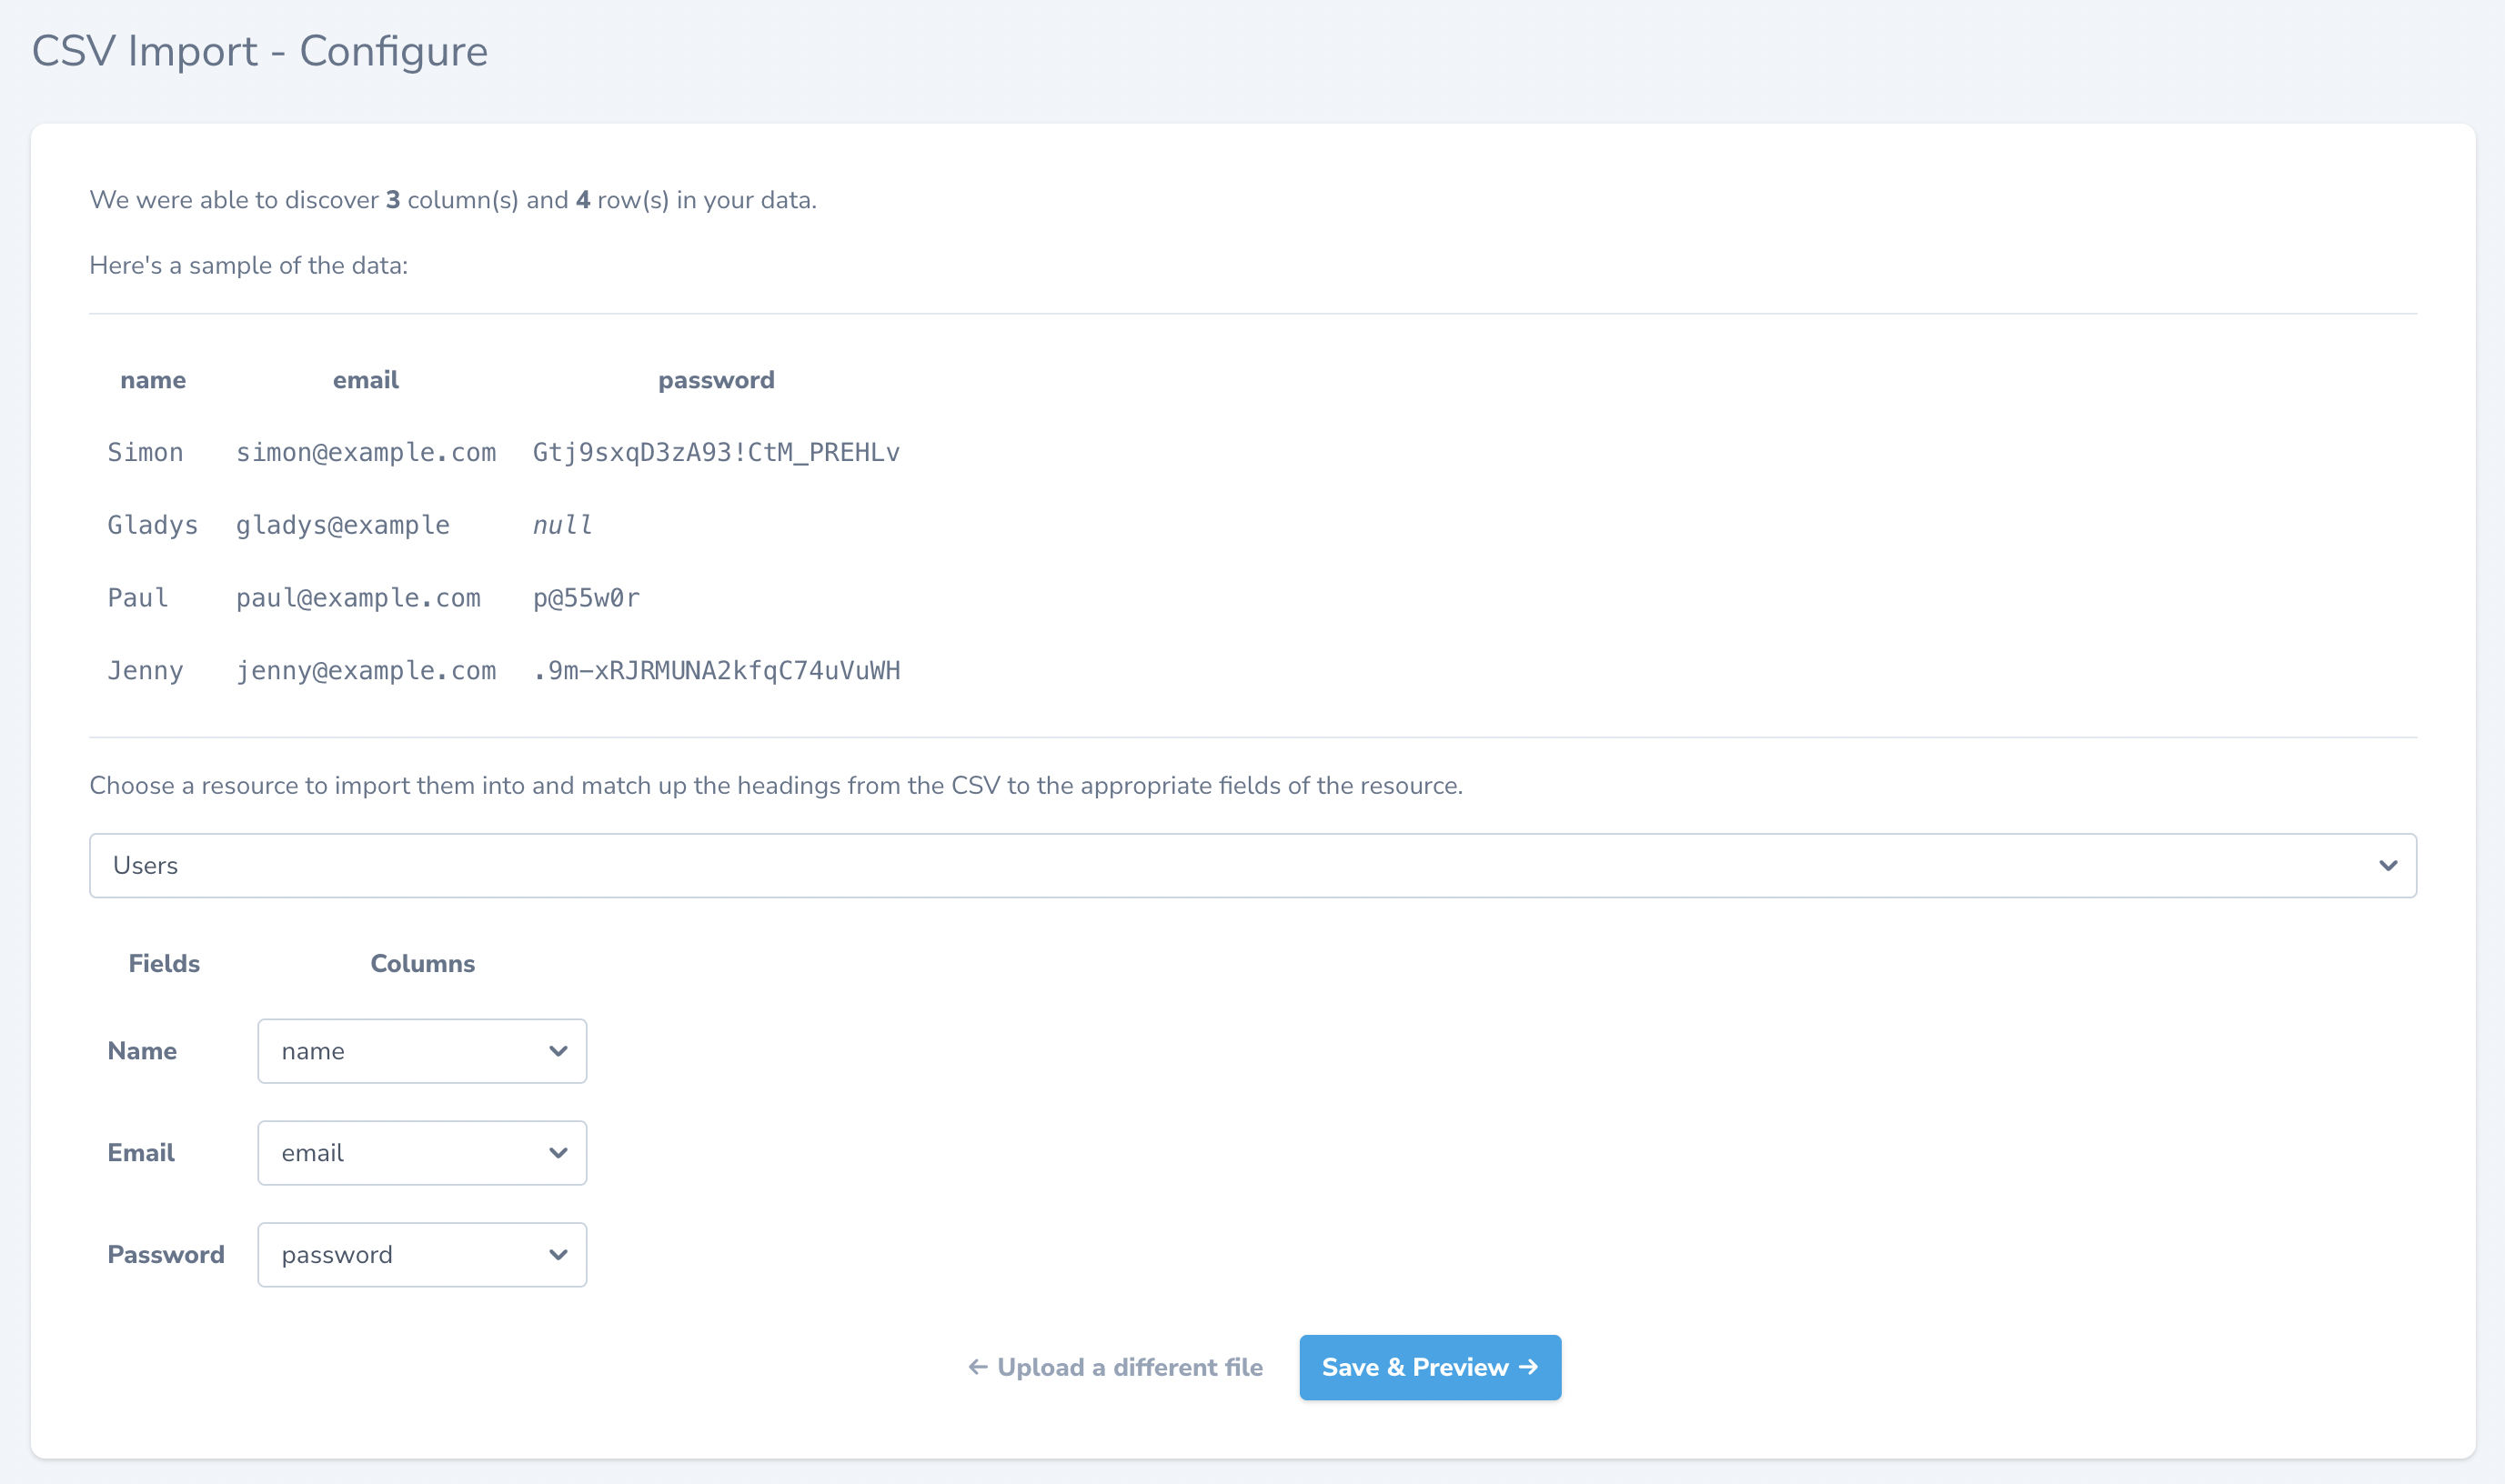 CSV Import - Configure
We were able to discover 3 column(s) and 4 row(s) in your data.
Here's a sample of the data:
name email password
Simon simon@example.com Gtj9sxqD3zA93!CtM_PREHLv
Gladys gladys@example null
Paul paul@example.com p@55w0r
Jenny jenny@example.com .9m-xRJRMUNA2kfqC74uVuWH
Choose a resource to import them into and match up the headings from the CSV to the appropriate fields of the resource.
Users
Fields Columns
Name name
Email email
Password password
← Upload a different file Save & Preview →